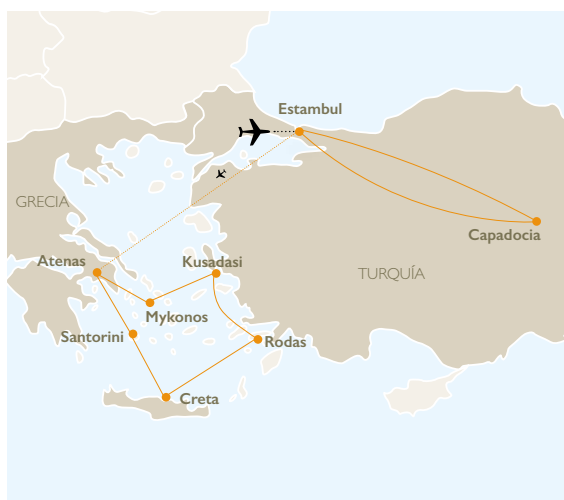 Estambul
GRECIA
Capadocia
Atenas
Kusadasi
TURQUÍA
Mykonos
Santorini
Rodas
Creta